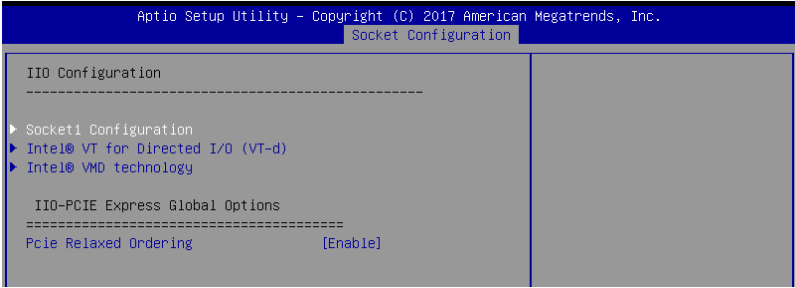 Aptio Setup Utility – Copyright (C) 2017 American Megatrends, Inc.
Socket Configuration
IIO Configuration
--------------------------------------------------
Socket1 Configuration
Intel® VT for Directed I/O (VT-d)
Intel® VMD technology
IIO-PCIE Express Global Options
========================================
Pcie Relaxed Ordering [Enable]